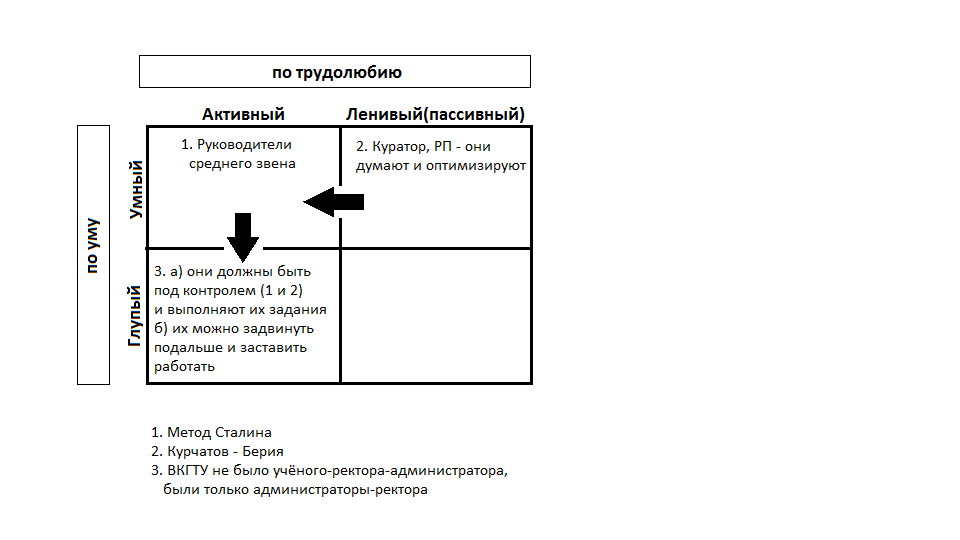 по трудолюбию
Активный
Ленивый(пассивный)
по уму
Умный
1. Руководители
среднего звена
2. Куратор, РП - они
думают и оптимизируют
Глупый
3. а) они должны быть
под контролем (1 и 2)
и выполняют их задания
б) их можно задвинуть
подальше и заставить
работать
1. Метод Сталина
2. Курчатов - Берия
3. ВКГТУ не было учёного-ректора-администратора,
были только администраторы-ректора